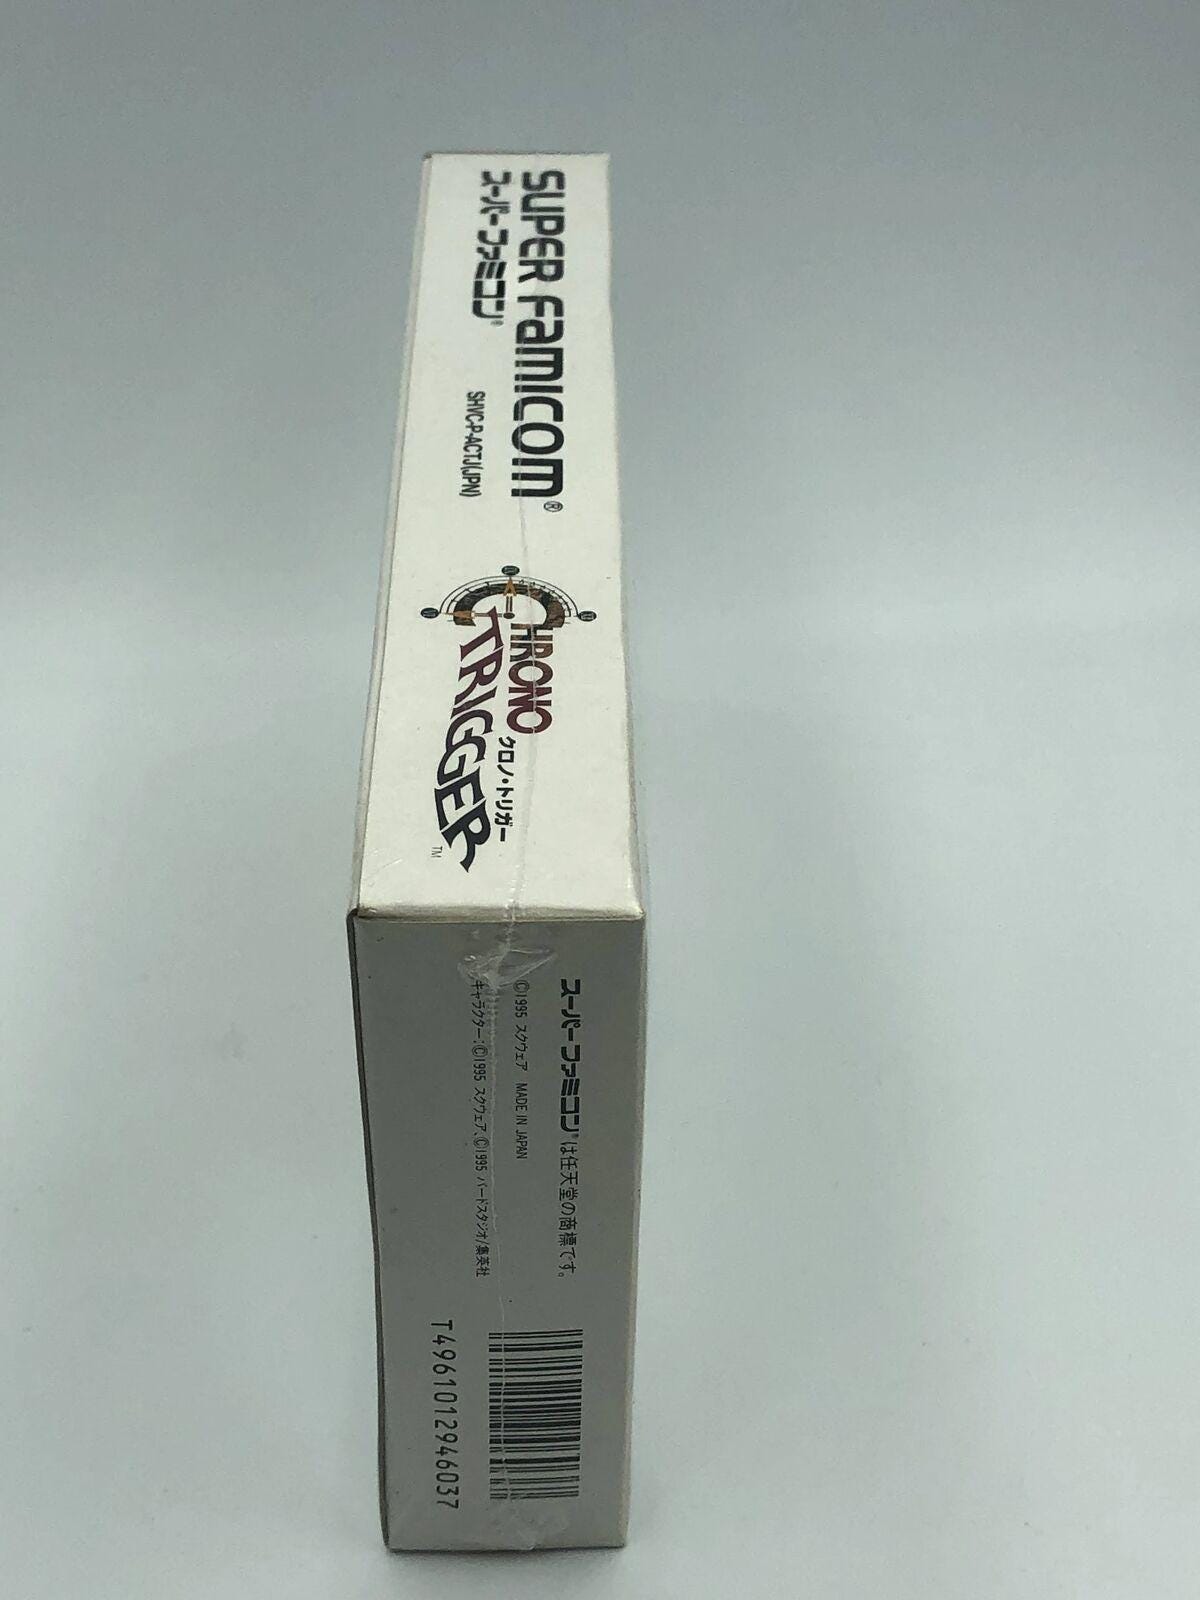 SUPER FAMICOM®
スーパーファミコン®
SHVC-P-ACTJ(JPN)
CHRONO
TRIGGER™
クロノ・トリガー
スーパーファミコン®は任天堂の商標です。
©1995 スクウェア MADE IN JAPAN
キャラクター:©1995 スクウェア、©1995 バードスタジオ/集英社
T4961012946037